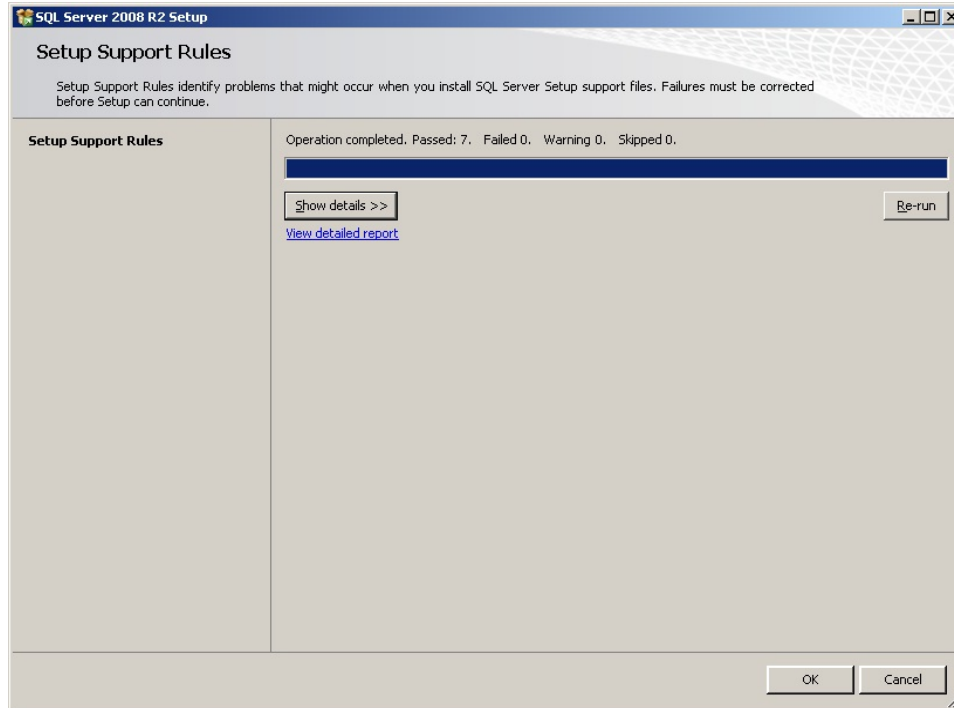 SQL Server 2008 R2 Setup
Setup Support Rules
Setup Support Rules identify problems that might occur when you install SQL Server Setup support files. Failures must be corrected
before Setup can continue.
Setup Support Rules
Operation completed. Passed: 7. Failed 0. Warning 0. Skipped 0.
Show details >>
Re-run
View detailed report
OK
Cancel